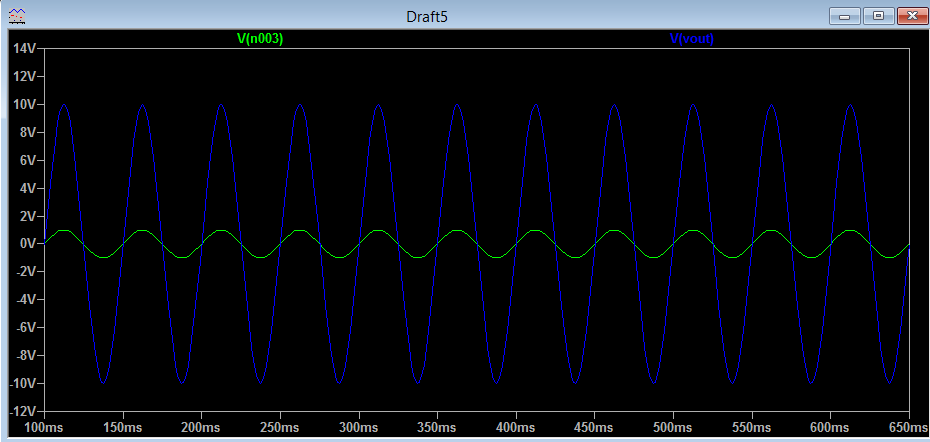 Draft5
V(n003) V(vout)
14V
12V
10V
8V
6V
4V
2V
0V
-2V
-4V
-6V
-8V
-10V
-12V
100ms 150ms 200ms 250ms 300ms 350ms 400ms 450ms 500ms 550ms 600ms 650ms